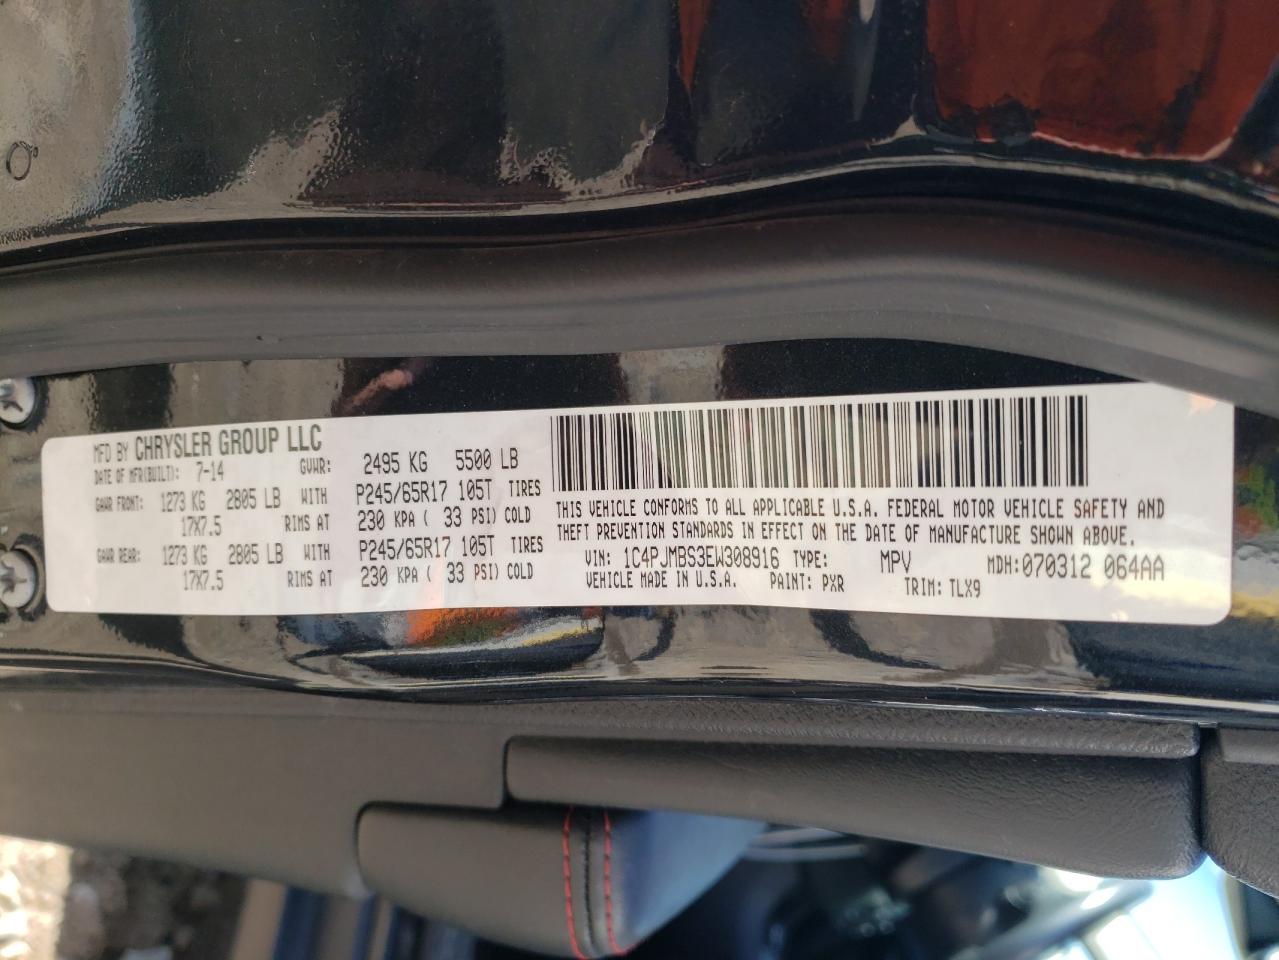 MFD BY CHRYSLER GROUP LLC
DATE OF MFR(BUILT): 7-14 GVWR: 2495 KG 5500 LB
GAWR FRONT: 1273 KG 2805 LB WITH P245/65R17 105T TIRES
17X7.5 RIMS AT 230 KPA ( 33 PSI) COLD
GAWR REAR: 1273 KG 2805 LB WITH P245/65R17 105T TIRES
17X7.5 RIMS AT 230 KPA ( 33 PSI) COLD
THIS VEHICLE CONFORMS TO ALL APPLICABLE U.S.A. FEDERAL MOTOR VEHICLE SAFETY AND
THEFT PREVENTION STANDARDS IN EFFECT ON THE DATE OF MANUFACTURE SHOWN ABOVE.
VIN: 1C4PJMBS3EW308916 TYPE: MPV MDH:070312 064AA
VEHICLE MADE IN U.S.A. PAINT: PXR TRIM: TLX9